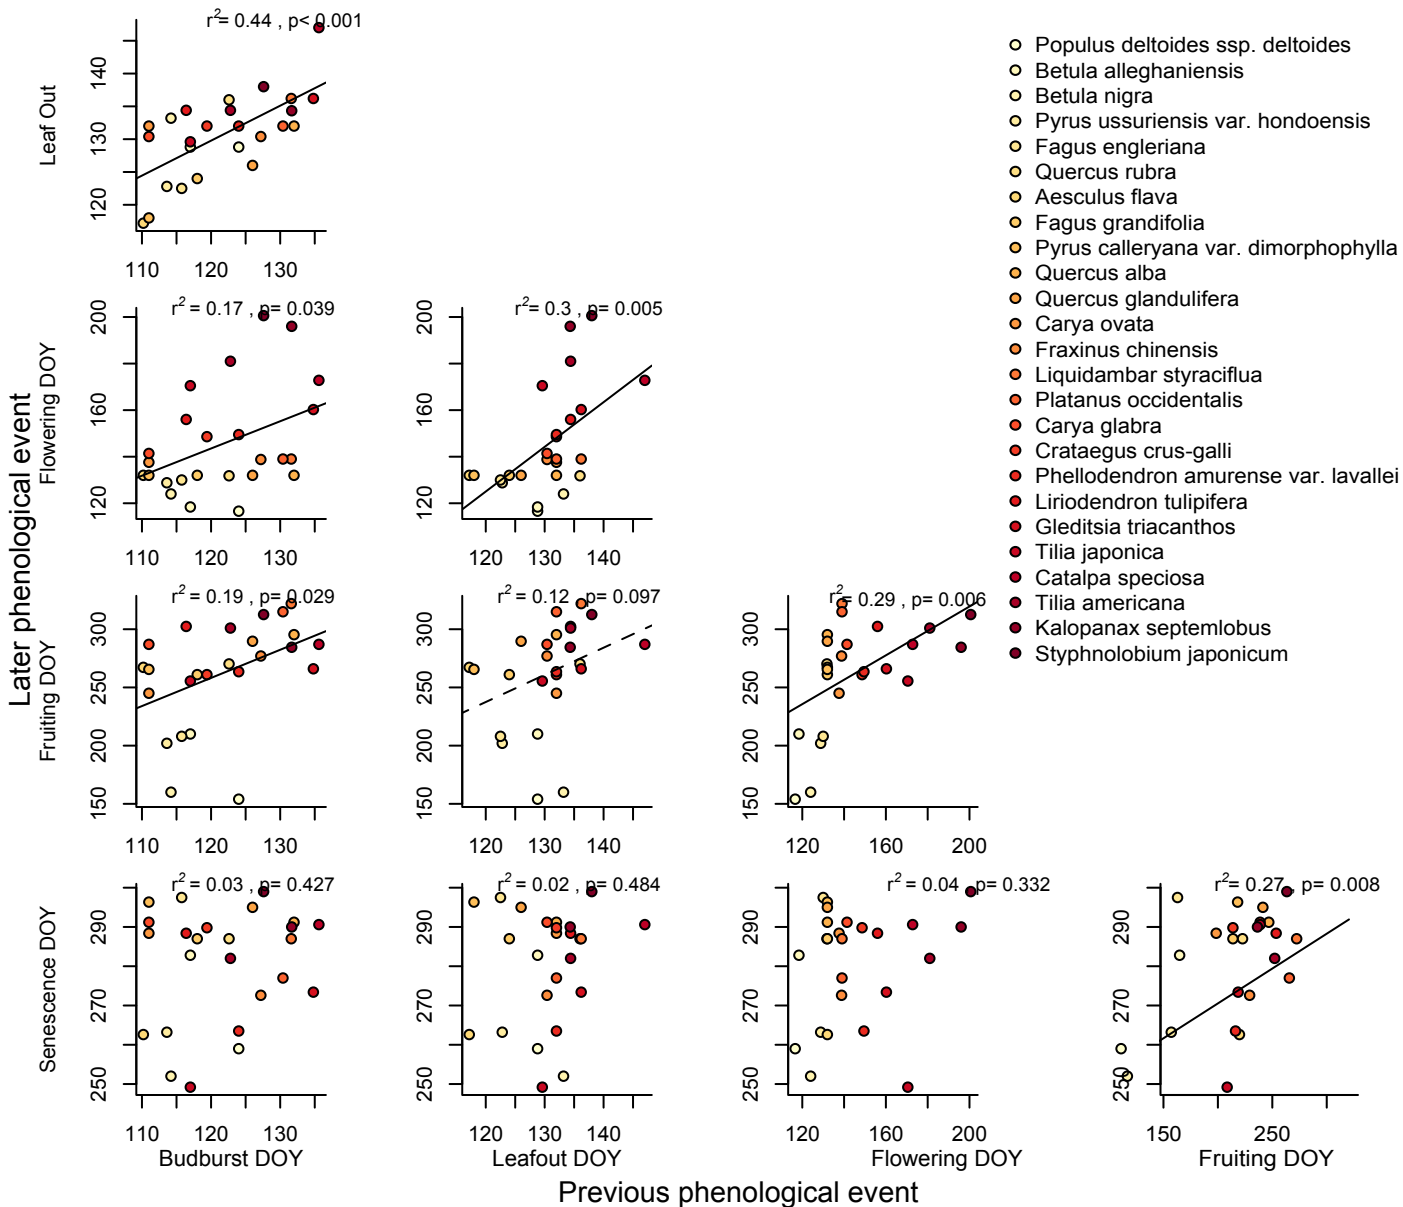 r2= 0.44 , p< 0.001
Leaf Out
120 130 140
110 120 130
Populus deltoides ssp. deltoides
Betula alleghaniensis
Betula nigra
Pyrus ussuriensis var. hondoensis
Fagus engleriana
Quercus rubra
Aesculus flava
Fagus grandifolia
Pyrus calleryana var. dimorphophylla
Quercus alba
Quercus glandulifera
Carya ovata
Fraxinus chinensis
Liquidambar styraciflua
Platanus occidentalis
Carya glabra
Crataegus crus-galli
Phellodendron amurense var. lavallei
Liriodendron tulipifera
Gleditsia triacanthos
Tilia japonica
Catalpa speciosa
Tilia americana
Kalopanax septemlobus
Styphnolobium japonicum
Later phenological event
r2= 0.17 , p= 0.039
Flowering DOY
120 160 200
110 120 130
r2= 0.3 , p= 0.005
120 160 200
120 130 140
r2= 0.19 , p= 0.029
Fruiting DOY
150 200 250 300
110 120 130
r2= 0.12 , p= 0.097
150 200 250 300
120 130 140
r2= 0.29 , p= 0.006
150 200 250 300
120 160 200
r2= 0.03 , p= 0.427
Senescence DOY
250 270 290
110 120 130
Budburst DOY
r2= 0.02 , p= 0.484
250 270 290
120 130 140
Leafout DOY
r2= 0.04 , p= 0.332
250 270 290
120 160 200
Flowering DOY
r2= 0.27 , p= 0.008
250 270 290
150 250
Fruiting DOY
Previous phenological event